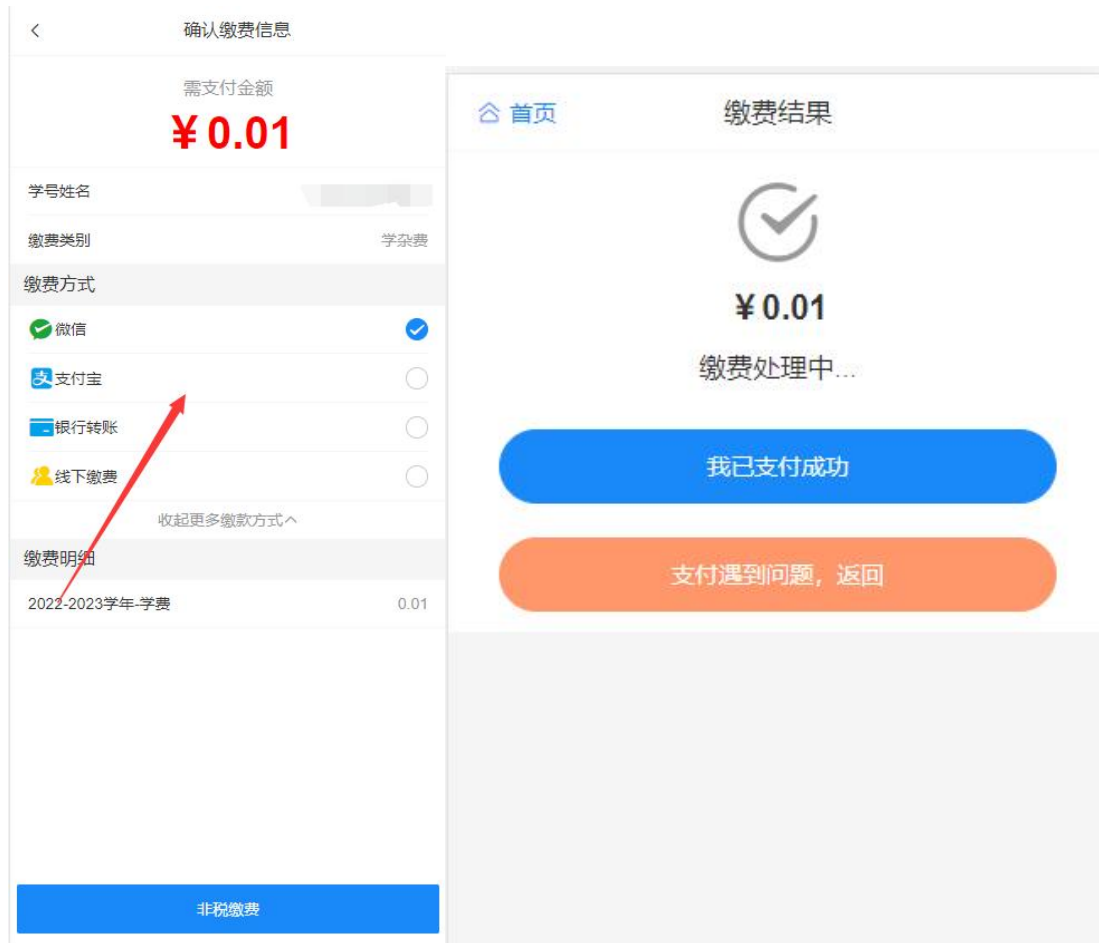 确认缴费信息
需支付金额
¥ 0.01
学号姓名
缴费类别 学杂费
缴费方式
微信
支付宝
银行转账
线下缴费
收起更多缴款方式
缴费明细
2022-2023学年-学费 0.01
非税缴费
首页 缴费结果
¥ 0.01
缴费处理中...
我已支付成功
支付遇到问题，返回